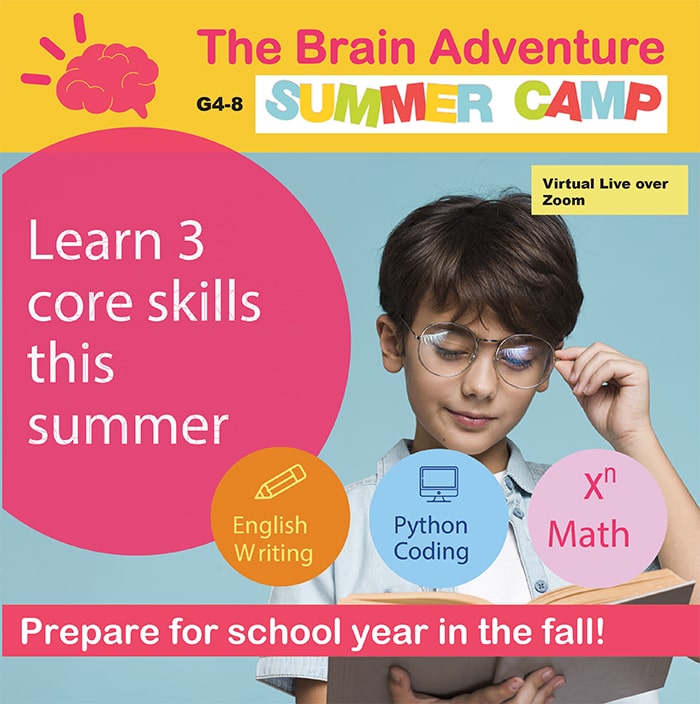 The Brain Adventure
G4-8 SUMMER CAMP
Virtual Live over
Zoom
Learn 3
core skills
this
summer
English
Writing
Python
Coding
Xⁿ
Math
Prepare for school year in the fall!